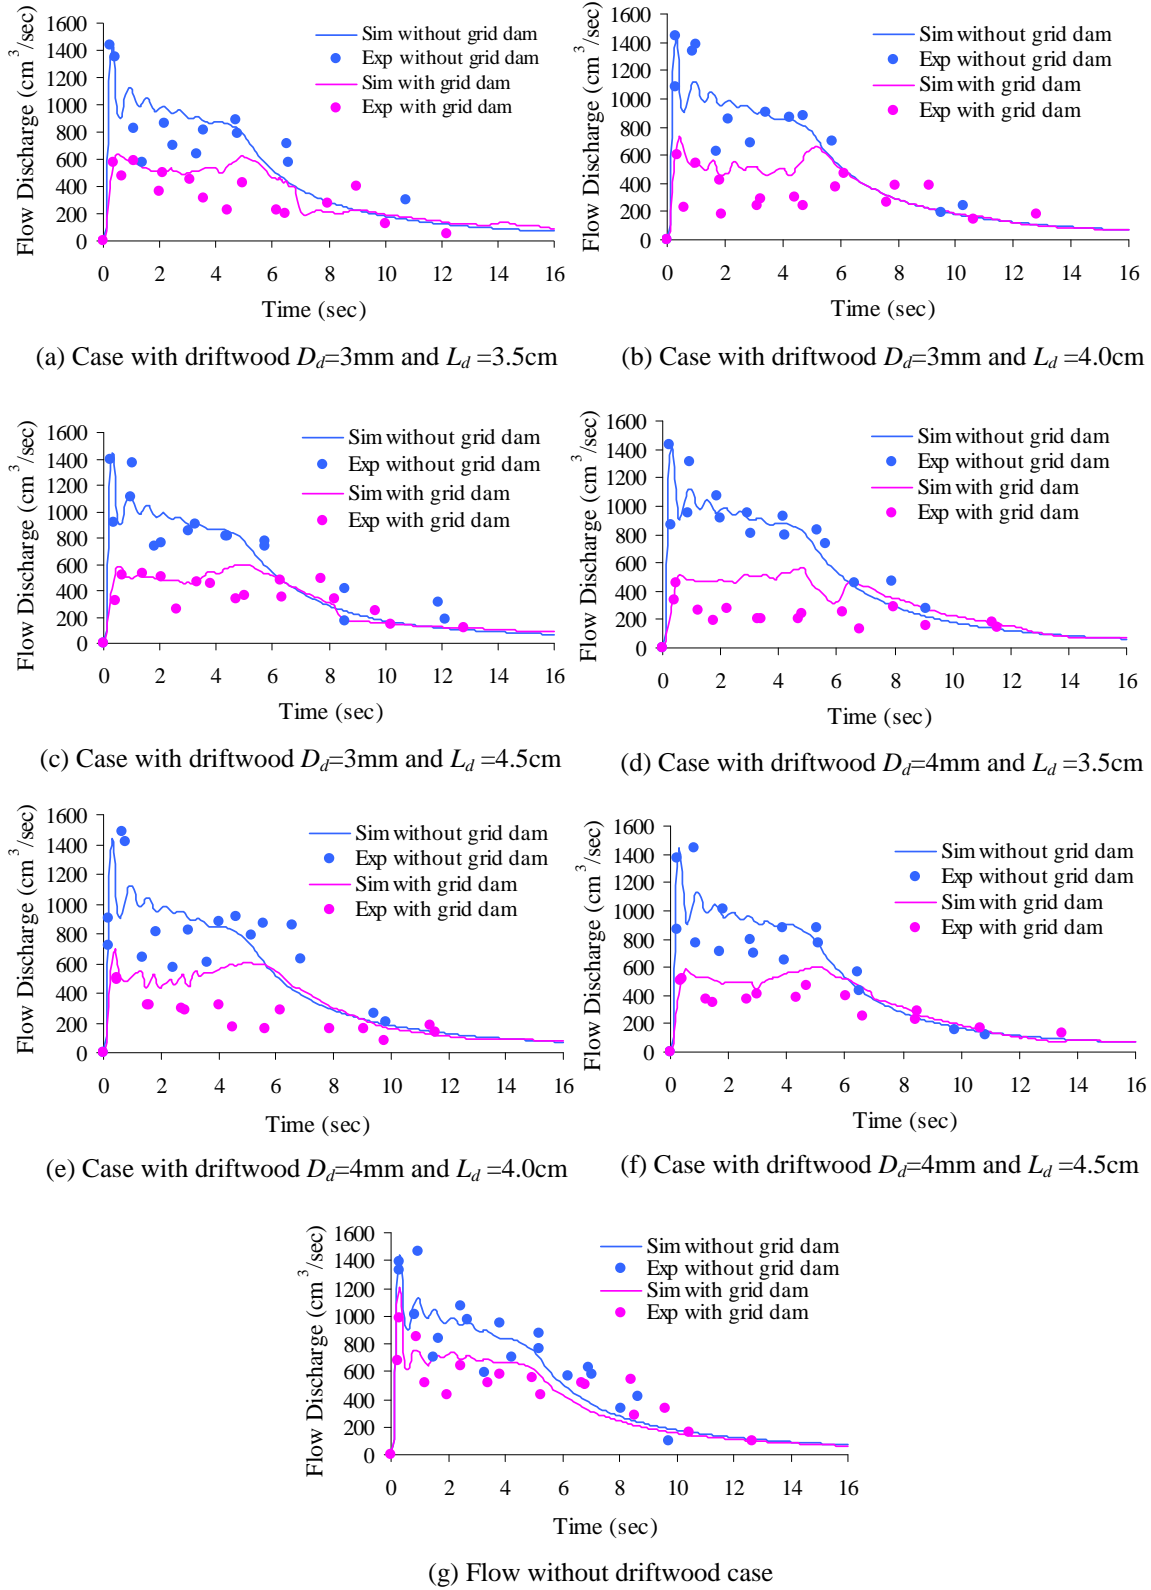 Flow Discharge (cm³/sec)
1600
1400
1200
1000
800
600
400
200
0
0 2 4 6 8 10 12 14 16
Time (sec)
Sim without grid dam
Exp without grid dam
Sim with grid dam
Exp with grid dam
(a) Case with driftwood Dd=3mm and Ld =3.5cm
Flow Discharge (cm³/sec)
1600
1400
1200
1000
800
600
400
200
0
0 2 4 6 8 10 12 14 16
Time (sec)
Sim without grid dam
Exp without grid dam
Sim with grid dam
Exp with grid dam
(b) Case with driftwood Dd=3mm and Ld =4.0cm
Flow Discharge (cm³/sec)
1600
1400
1200
1000
800
600
400
200
0
0 2 4 6 8 10 12 14 16
Time (sec)
Sim without grid dam
Exp without grid dam
Sim with grid dam
Exp with grid dam
(c) Case with driftwood Dd=3mm and Ld =4.5cm
Flow Discharge (cm³/sec)
1600
1400
1200
1000
800
600
400
200
0
0 2 4 6 8 10 12 14 16
Time (sec)
Sim without grid dam
Exp without grid dam
Sim with grid dam
Exp with grid dam
(d) Case with driftwood Dd=4mm and Ld =3.5cm
Flow Discharge (cm³/sec)
1600
1400
1200
1000
800
600
400
200
0
0 2 4 6 8 10 12 14 16
Time (sec)
Sim without grid dam
Exp without grid dam
Sim with grid dam
Exp with grid dam
(e) Case with driftwood Dd=4mm and Ld =4.0cm
Flow Discharge (cm³/sec)
1600
1400
1200
1000
800
600
400
200
0
0 2 4 6 8 10 12 14 16
Time (sec)
Sim without grid dam
Exp without grid dam
Sim with grid dam
Exp with grid dam
(f) Case with driftwood Dd=4mm and Ld =4.5cm
Flow Discharge (cm³/sec)
1600
1400
1200
1000
800
600
400
200
0
0 2 4 6 8 10 12 14 16
Time (sec)
Sim without grid dam
Exp without grid dam
Sim with grid dam
Exp with grid dam
(g) Flow without driftwood case